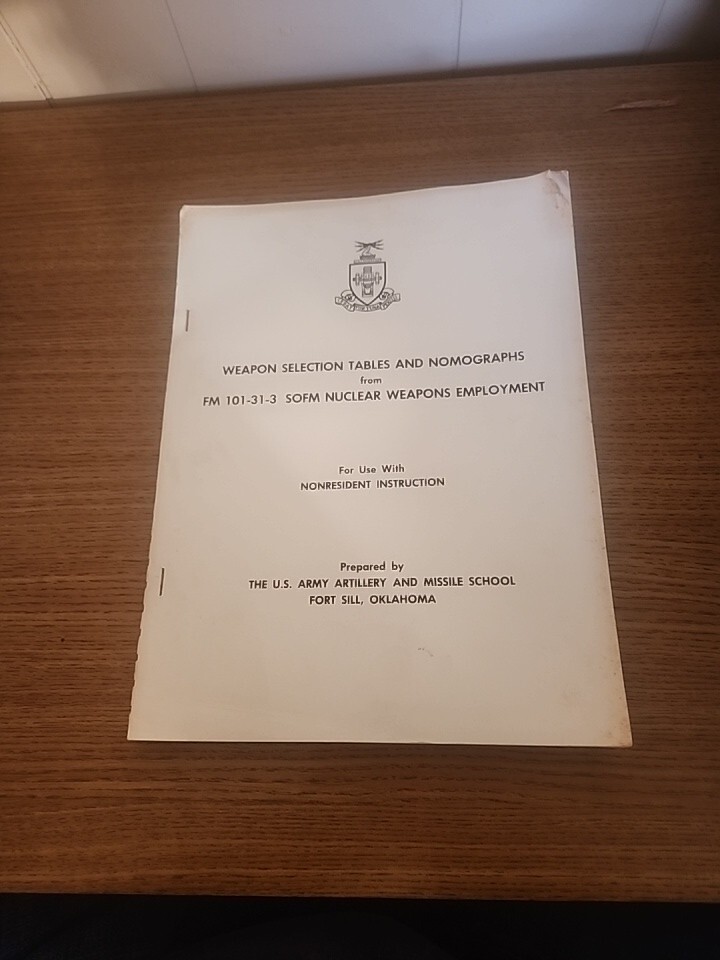 WEAPON SELECTION TABLES AND NOMOGRAPHS
from
FM 101-31-3 SOFM NUCLEAR WEAPONS EMPLOYMENT
For Use With
NONRESIDENT INSTRUCTION
Prepared by
THE U.S. ARMY ARTILLERY AND MISSILE SCHOOL
FORT SILL, OKLAHOMA